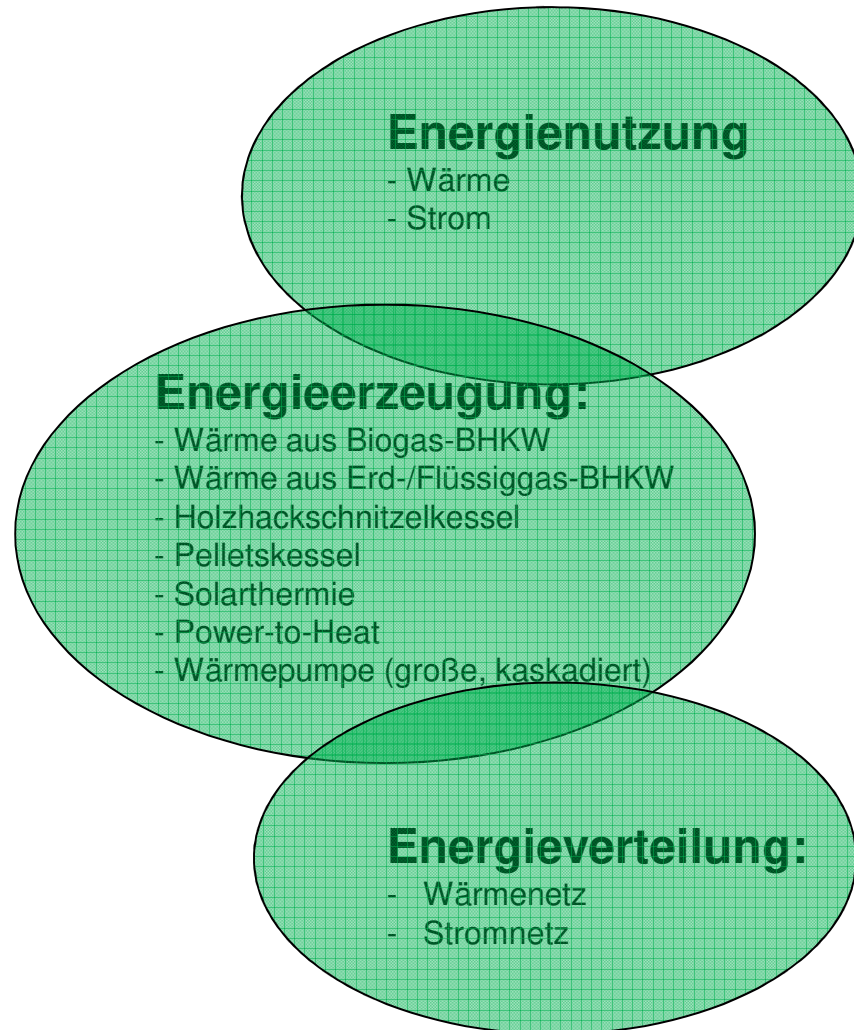 Energienutzung
- Wärme
- Strom
Energieerzeugung:
- Wärme aus Biogas-BHKW
- Wärme aus Erd-/Flüssiggas-BHKW
- Holzhackschnitzelkessel
- Pelletskessel
- Solarthermie
- Power-to-Heat
- Wärmepumpe (große, kaskadiert)
Energieverteilung:
- Wärmenetz
- Stromnetz